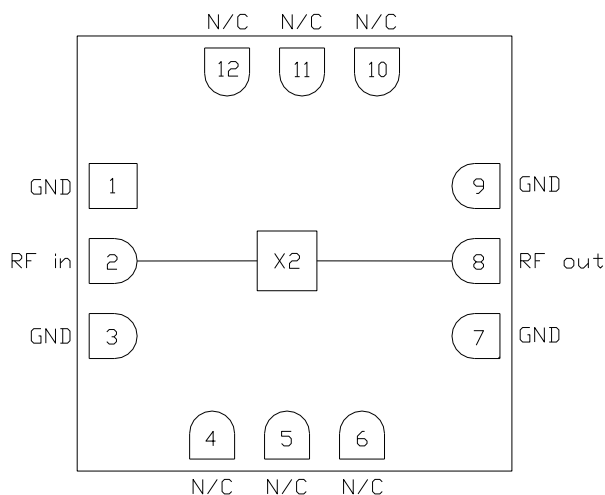 N/C N/C N/C
12 11 10
GND 1 9 GND
RF in 2 X2 8 RF out
GND 3 7 GND
4 5 6
N/C N/C N/C